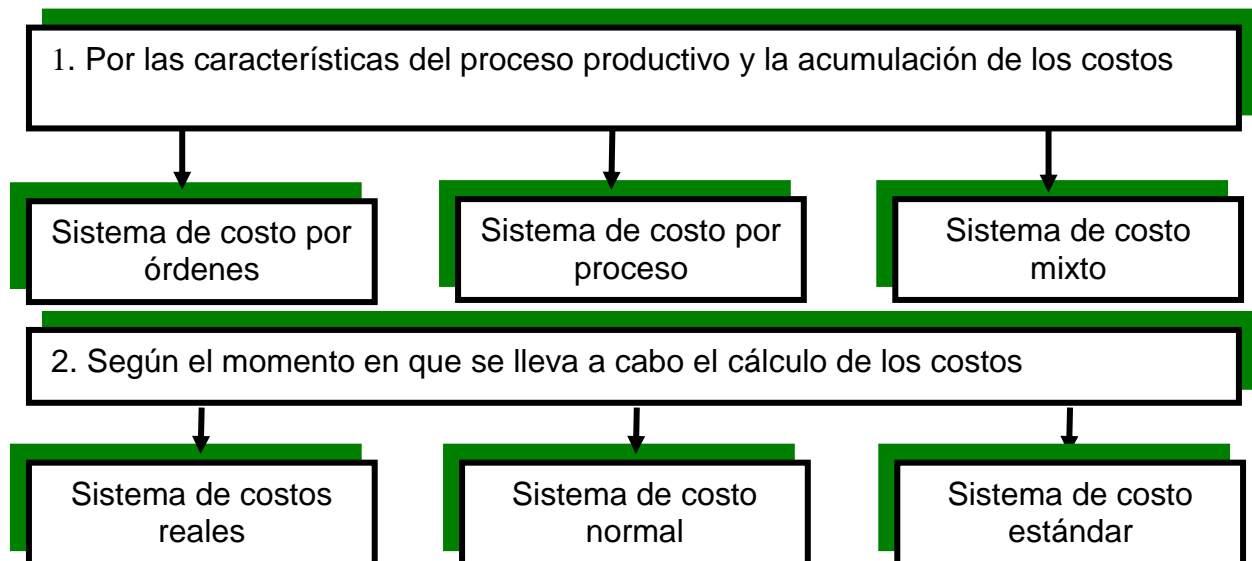 1. Por las características del proceso productivo y la acumulación de los costos
Sistema de costo por
órdenes
Sistema de costo por
proceso
Sistema de costo
mixto
2. Según el momento en que se lleva a cabo el cálculo de los costos
Sistema de costos
reales
Sistema de costo
normal
Sistema de costo
estándar